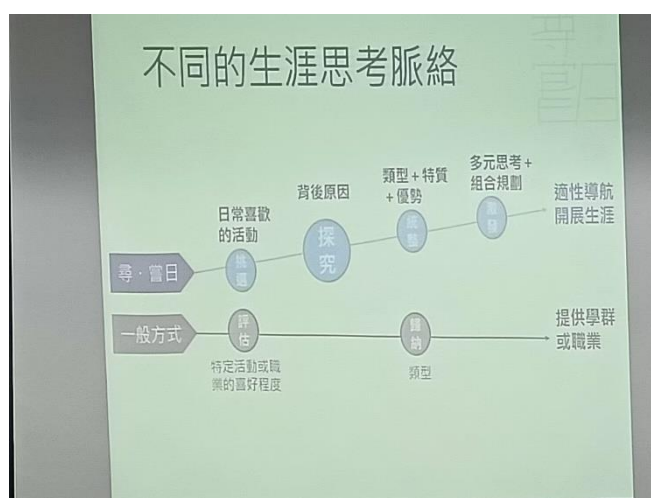 不同的生涯思考脈絡
多元思考+
組合規劃
類型+特質
+優勢
背後原因
日常喜歡
的活動
適性導航
開展生涯
探
究
統
整
挑
選
尋·嘗日
一般方式
評
估
歸
納
提供學群
或職業
特定活動或職
業的喜好程度
類型